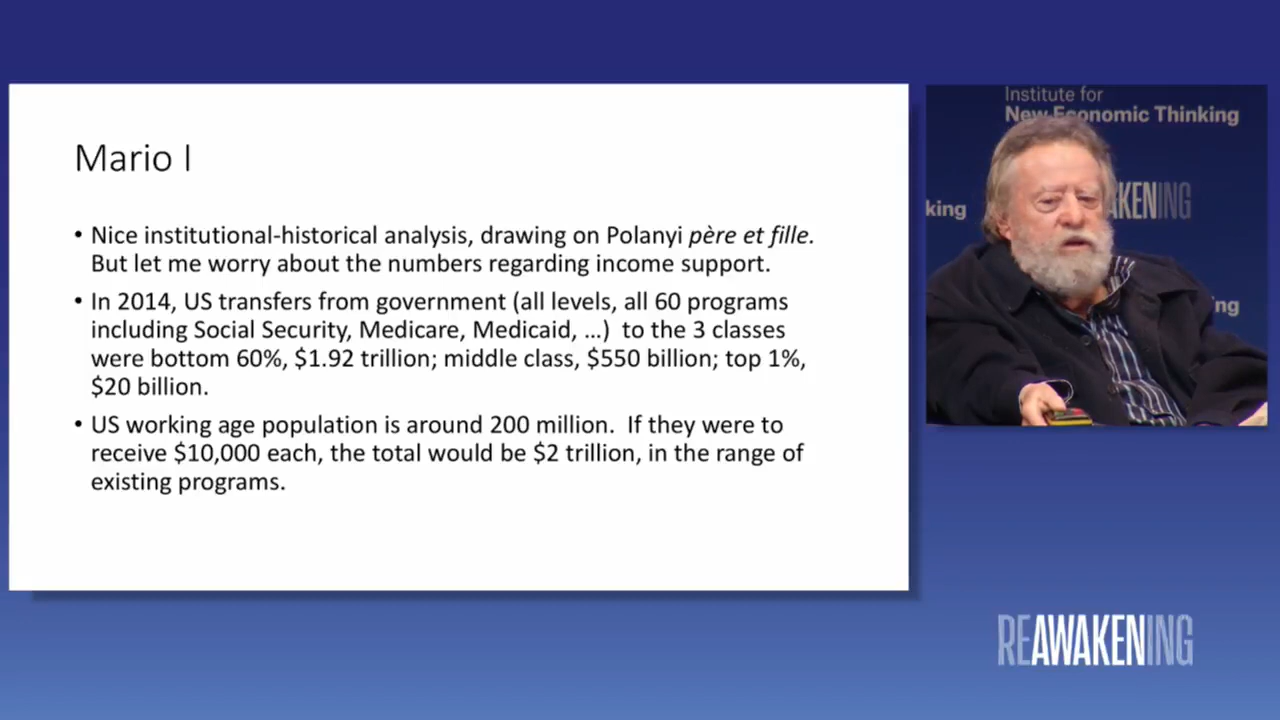 Mario I
• Nice institutional-historical analysis, drawing on Polanyi père et fille.
But let me worry about the numbers regarding income support.
• In 2014, US transfers from government (all levels, all 60 programs
including Social Security, Medicare, Medicaid, …) to the 3 classes
were bottom 60%, $1.92 trillion; middle class, $550 billion; top 1%,
$20 billion.
• US working age population is around 200 million. If they were to
receive $10,000 each, the total would be $2 trillion, in the range of
existing programs.
Institute for
New Economic Thinking
king
AKENING
ng
REAWAKENING